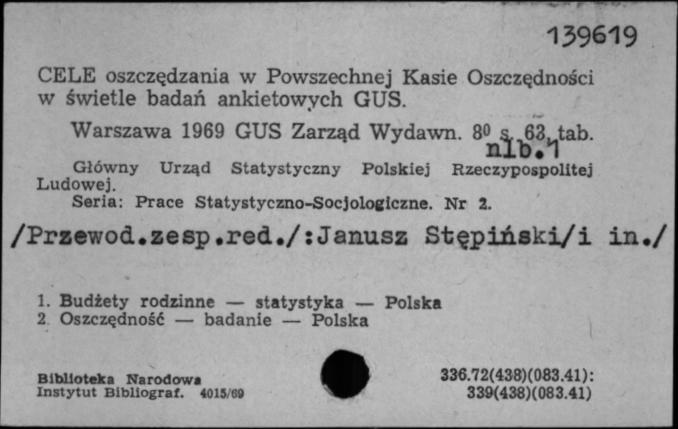 139619
CELE oszczędzania w Powszechnej Kasie Oszczędności
w świetle badań ankietowych GUS.
Warszawa 1969 GUS Zarząd Wydawn. 8⁰ s. 63, tab.
nlb.1
Główny Urząd Statystyczny Polskiej Rzeczypospolitej
Ludowej.
Seria: Prace Statystyczno-Socjologiczne. Nr 2.
/Przewod.zesp.red./:Janusz Stępiński/i in./
1. Budżety rodzinne — statystyka — Polska
2 Oszczędność — badanie — Polska
Biblioteka Narodowa
Instytut Bibliograf. 4015/69
336.72(438)(083.41):
339(438)(083.41)